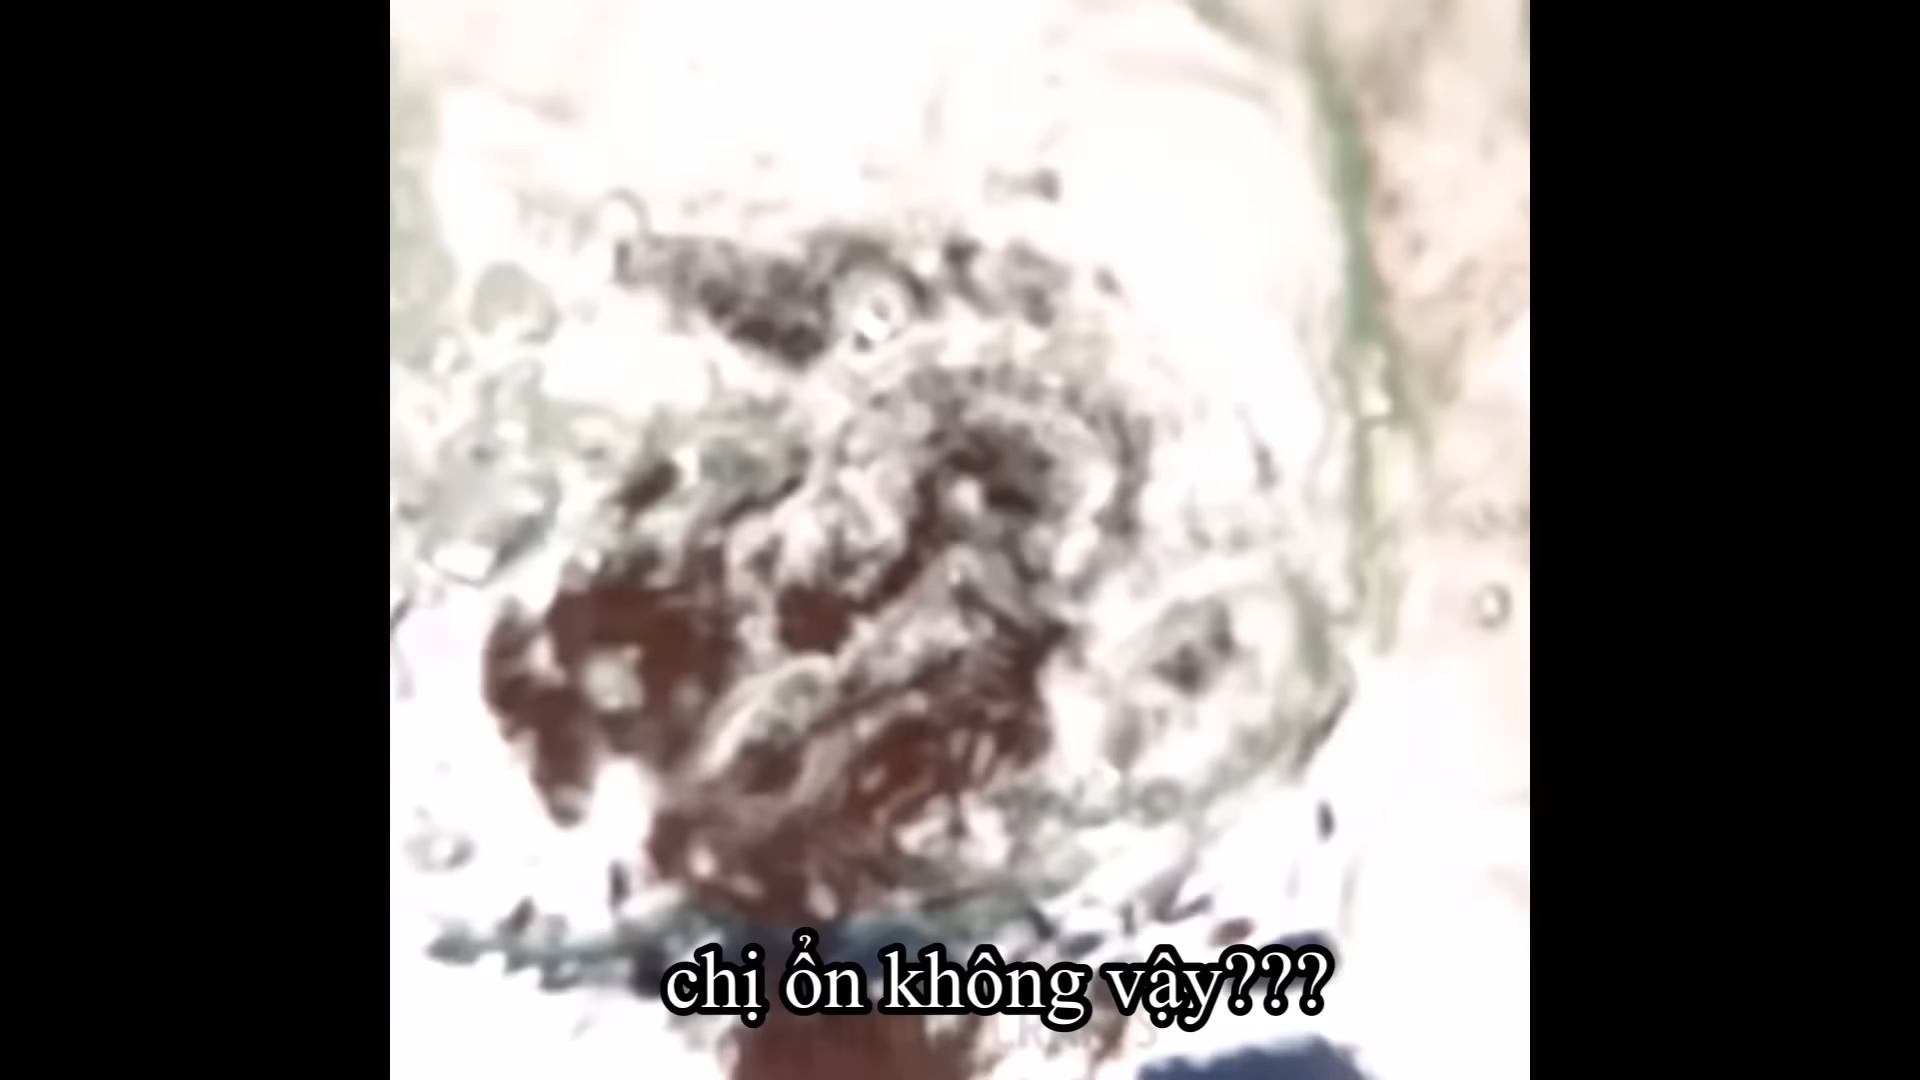 chị ổn không vậy???